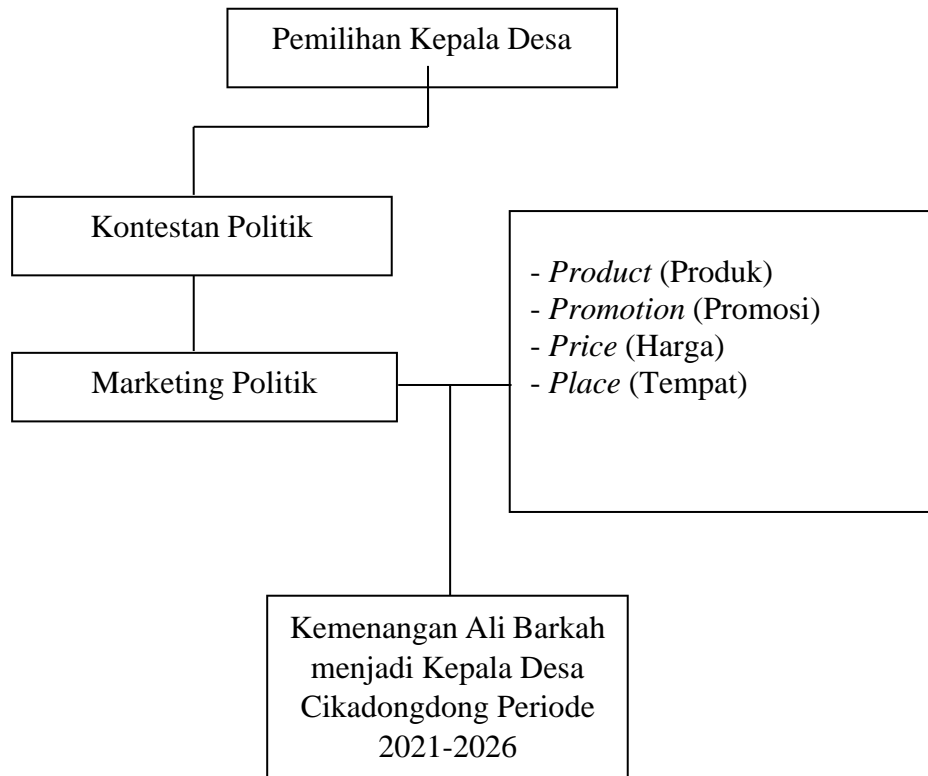 Pemilihan Kepala Desa
Kontestan Politik
- Product (Produk)
- Promotion (Promosi)
- Price (Harga)
- Place (Tempat)
Marketing Politik
Kemenangan Ali Barkah
menjadi Kepala Desa
Cikadongdong Periode
2021-2026